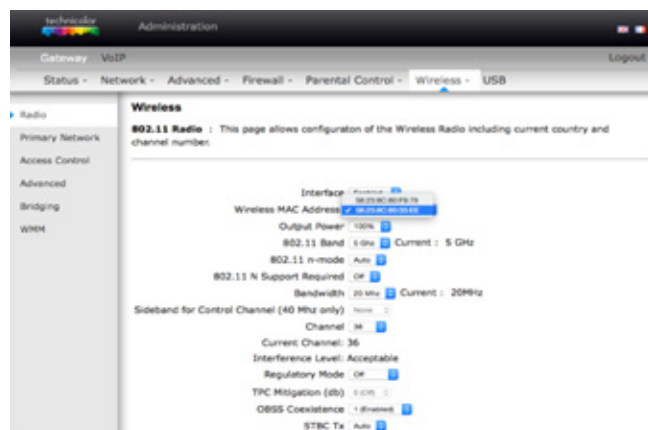 technicolor
Administration
Gateway VoIP Logout
Status - Network - Advanced - Firewall - Parental Control - Wireless - USB
Radio
Primary Network
Access Control
Advanced
Bridging
WMM
Wireless
802.11 Radio : This page allows configuraton of the Wireless Radio including current country and
channel number.
Interface
Wireless MAC Address
Output Power 100%
802.11 Band 5 Ghz Current : 5 GHz
802.11 n-mode Auto
802.11 N Support Required Off
Bandwidth 20 Mhz Current : 20MHz
Sideband for Control Channel (40 Mhz only) None
Channel 36
Current Channel: 36
Interference Level: Acceptable
Regulatory Mode Off
TPC Mitigation (db) 0 (Off)
OBSS Coexistence 1 (Enabled)
STBC Tx Auto